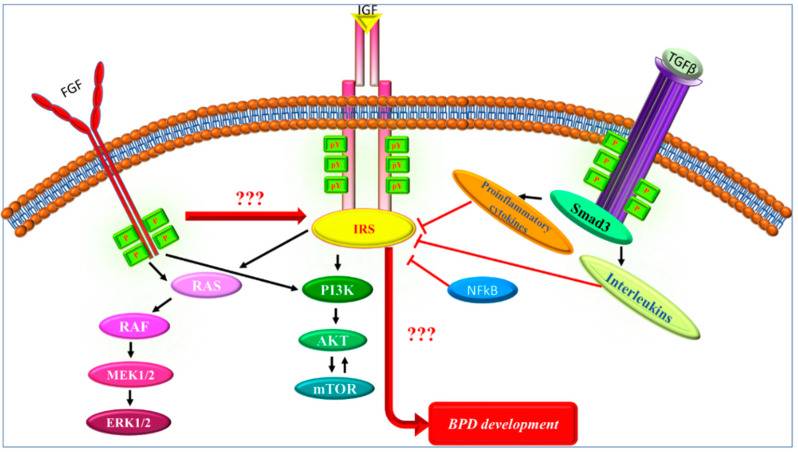 IGF
FGF
TGFβ
P
P
P
P
P
P
P
P
P
pY
pY
pY
pY
pY
pY
???
IRS
Proinflammatory
cytokines
Smad3
RAS
PI3K
NFkB
Interleukins
RAF
AKT
???
MEK1/2
mTOR
ERK1/2
BPD development